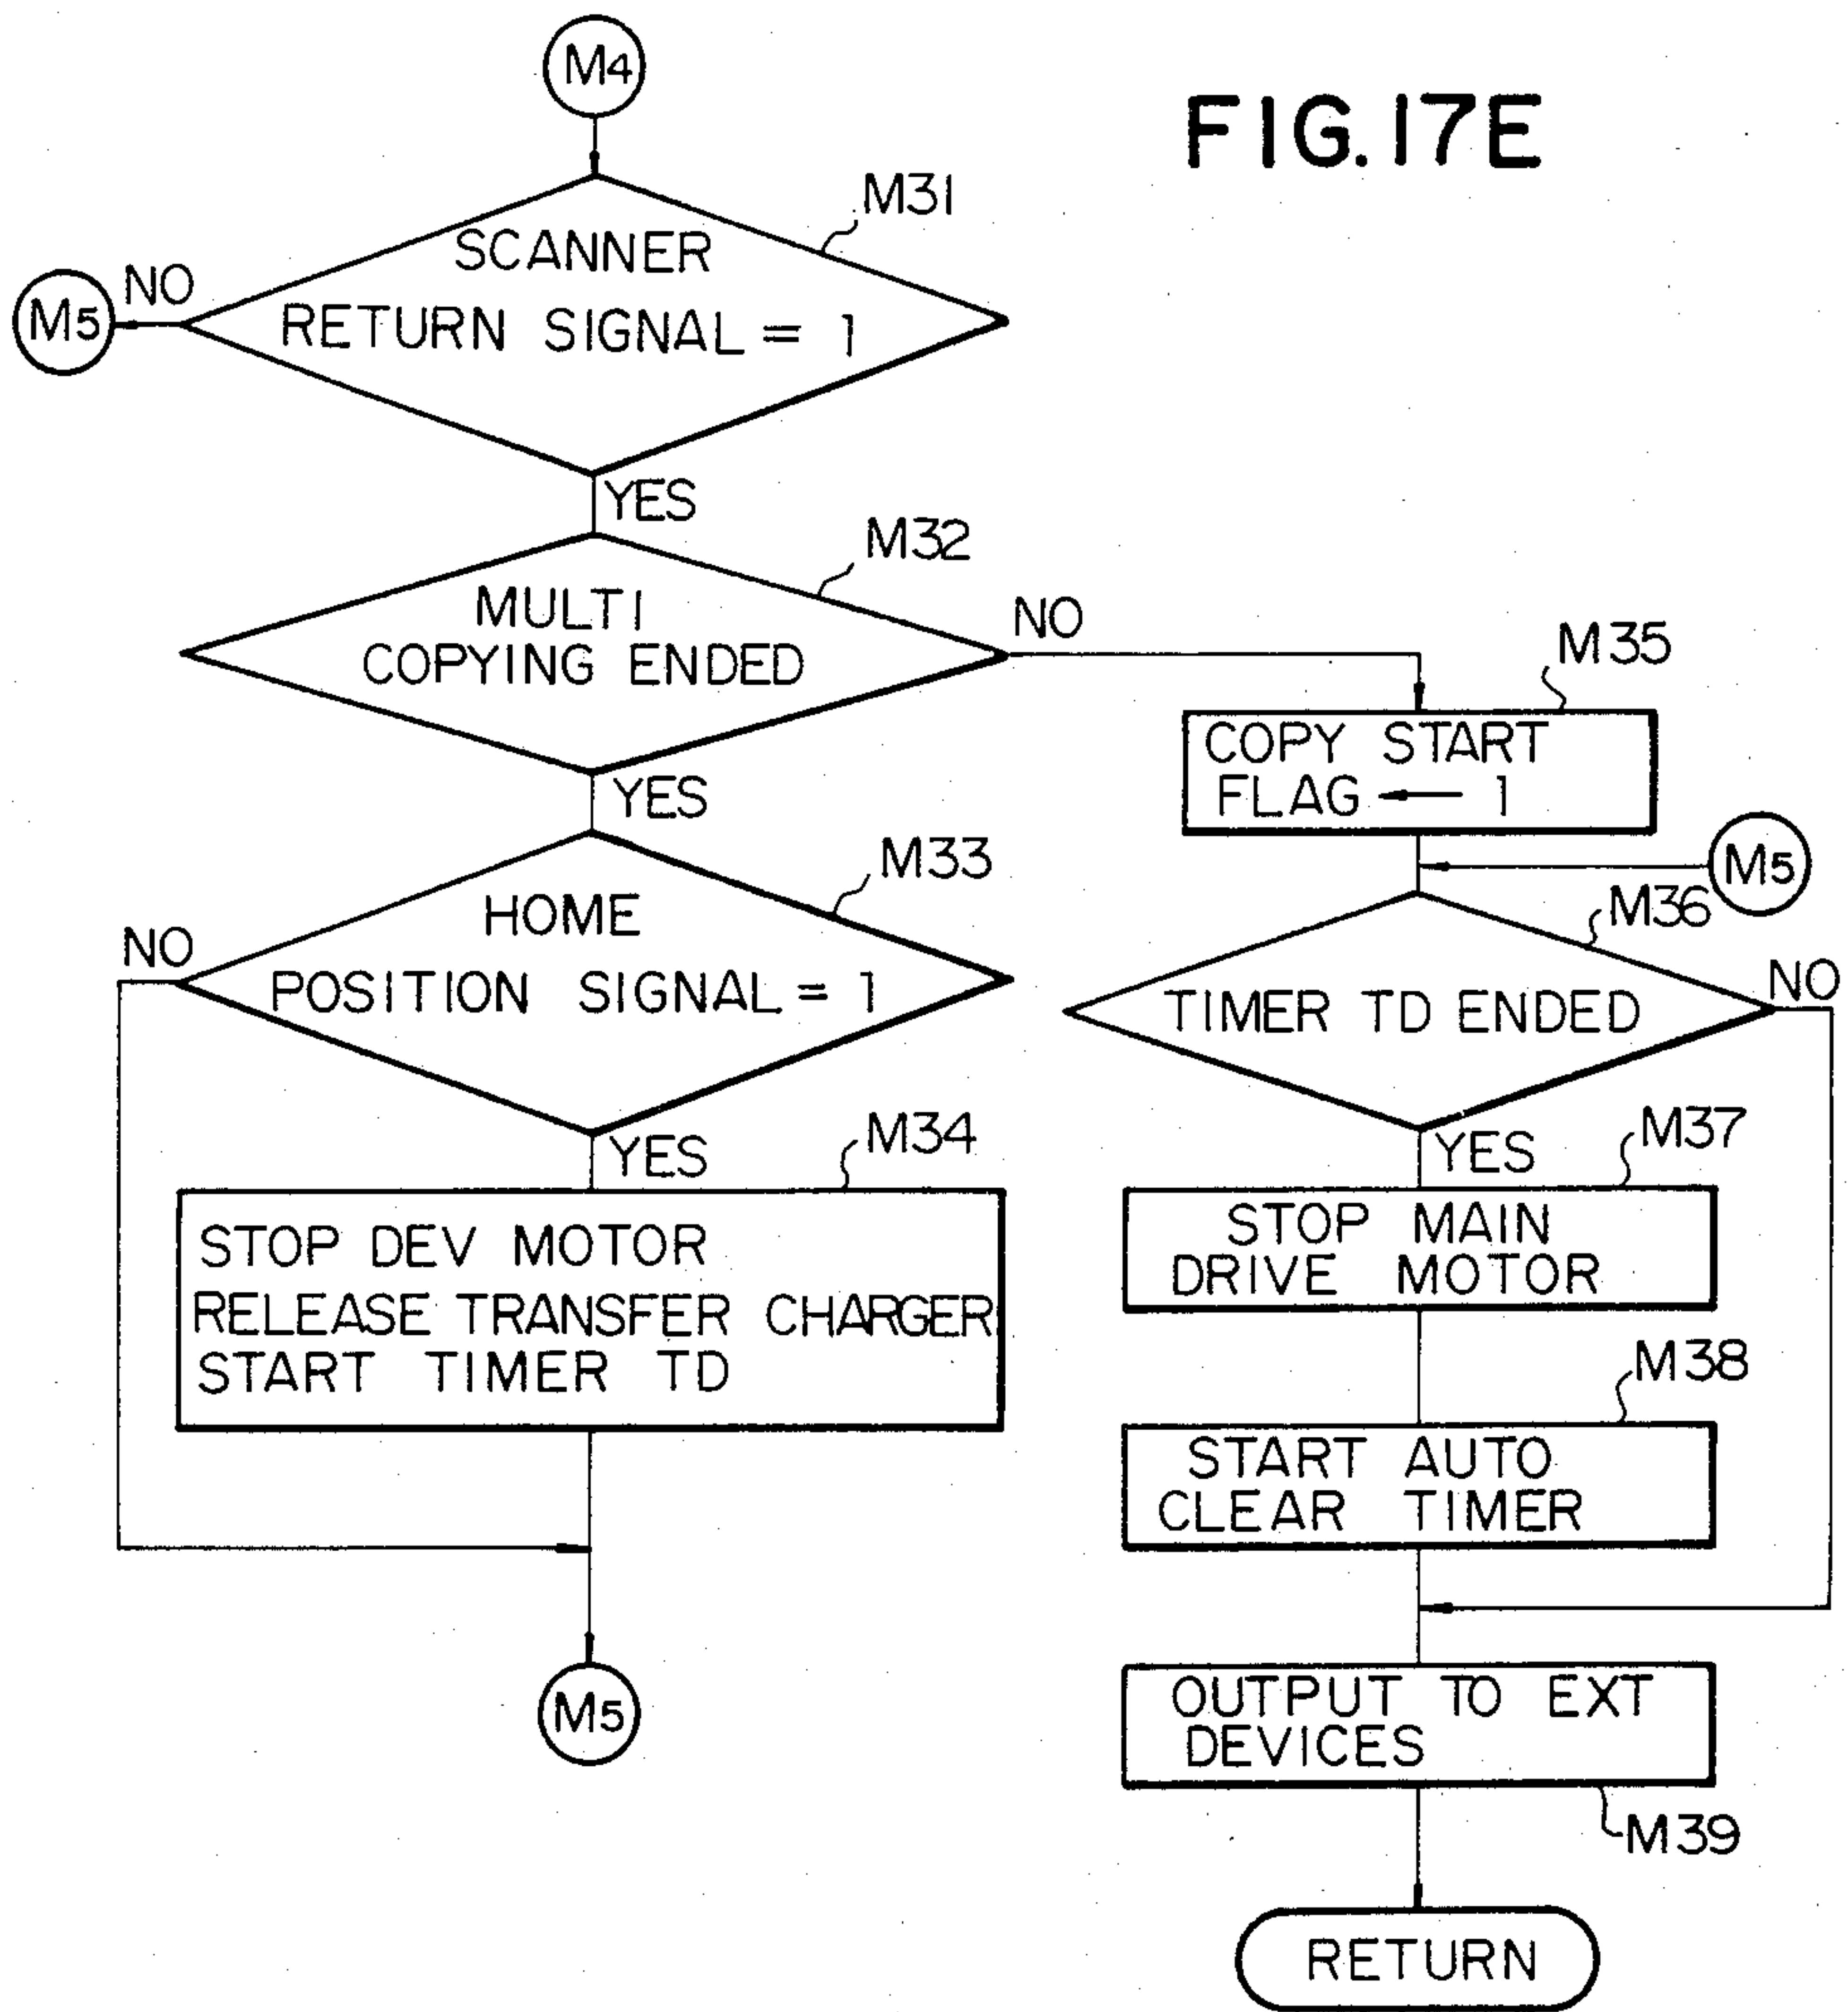 FIG. 17E
M4
M31
SCANNER
RETURN SIGNAL = 1
NO
M5
YES
M32
MULTI
COPYING ENDED
NO
YES
M33
HOME
POSITION SIGNAL = 1
NO
YES
M34
STOP DEV MOTOR
RELEASE TRANSFER CHARGER
START TIMER TD
M5
M35
COPY START
FLAG ← 1
M5
M36
TIMER TD ENDED
NO
YES
M37
STOP MAIN
DRIVE MOTOR
M38
START AUTO
CLEAR TIMER
OUTPUT TO EXT
DEVICES
M39
RETURN